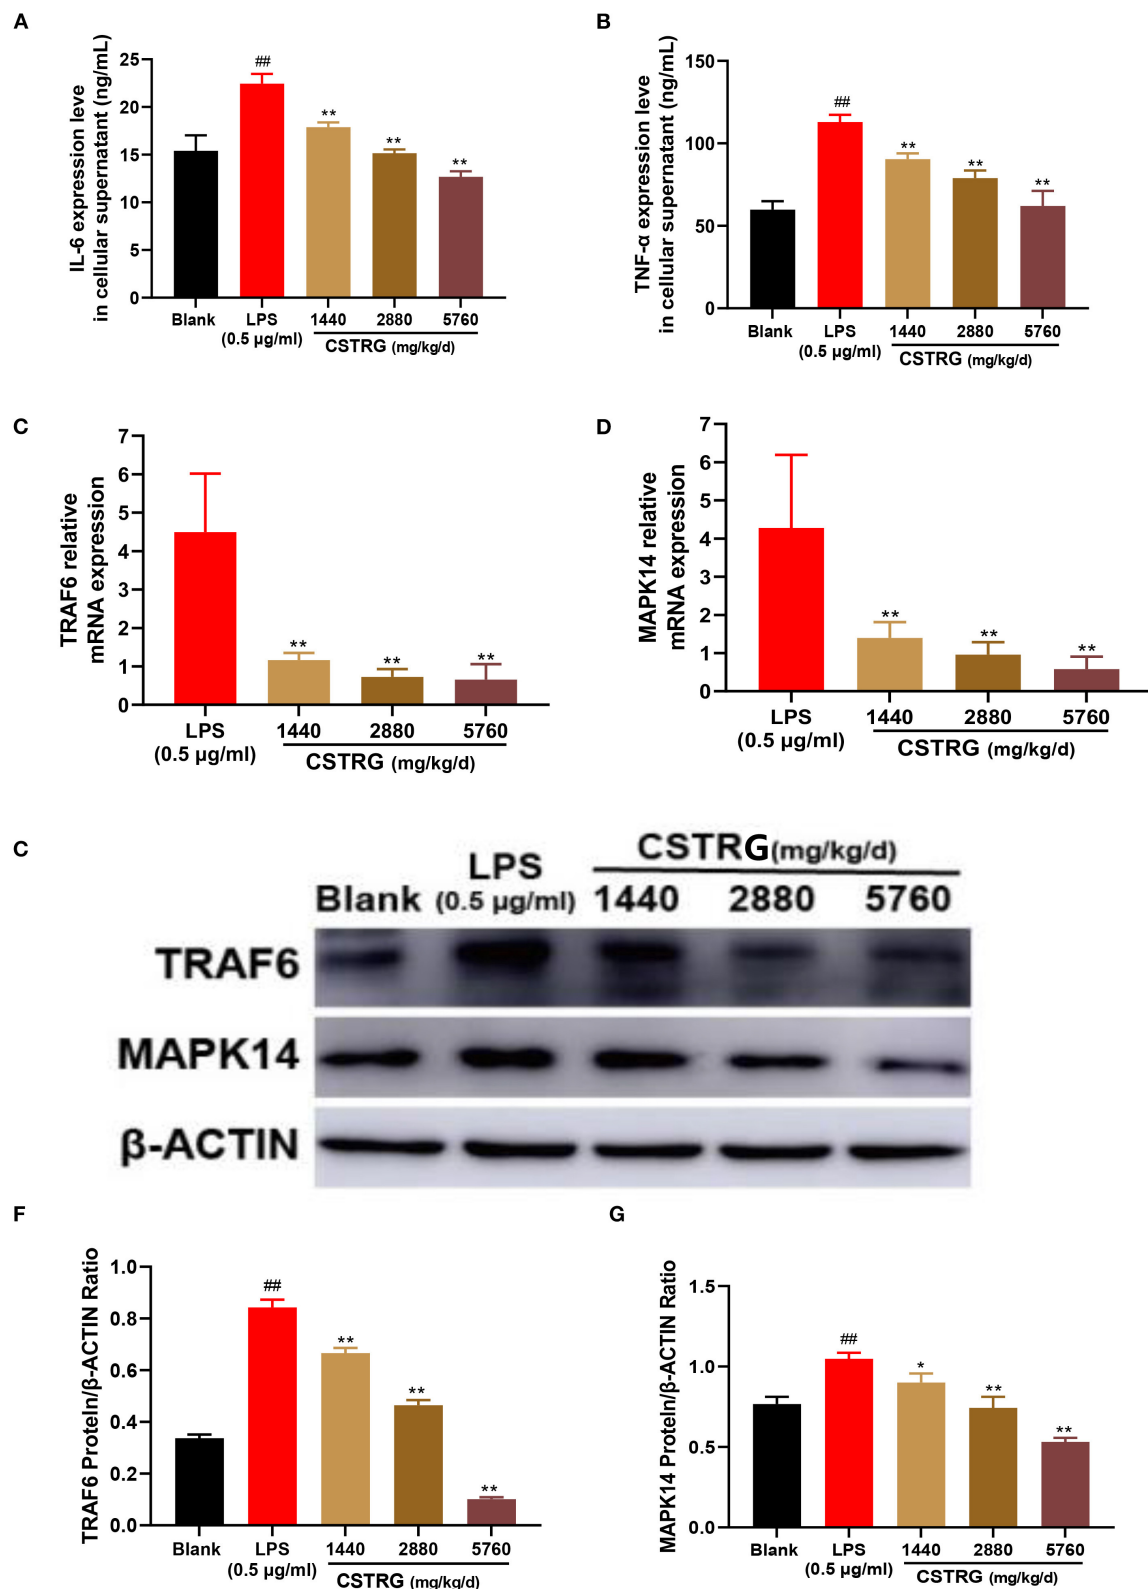 A
IL-6 expression leve
in cellular supernatant (ng/mL)
25
20
15
10
5
0
##
**
**
**
Blank
LPS
(0.5 μg/ml)
1440
2880
5760
CSTRG (mg/kg/d)
B
TNF-α expression leve
in cellular supernatant (ng/mL)
150
100
50
0
##
**
**
**
Blank
LPS
(0.5 μg/ml)
1440
2880
5760
CSTRG (mg/kg/d)
C
TRAF6 relative
mRNA expression
7
6
5
4
3
2
1
0
**
**
**
LPS
(0.5 μg/ml)
1440
2880
5760
CSTRG (mg/kg/d)
D
MAPK14 relative
mRNA expression
7
6
5
4
3
2
1
0
**
**
**
LPS
(0.5 μg/ml)
1440
2880
5760
CSTRG (mg/kg/d)
C
CSTRG(mg/kg/d)
Blank
LPS
(0.5 μg/ml)
1440
2880
5760
TRAF6
MAPK14
β-ACTIN
F
TRAF6 ProteIn/β-ACTIN Ratio
1.0
0.8
0.6
0.4
0.2
0.0
##
**
**
**
Blank
LPS
(0.5 μg/ml)
1440
2880
5760
CSTRG (mg/kg/d)
G
MAPK14 ProteIn/β-ACTIN Ratio
1.5
1.0
0.5
0.0
##
*
**
**
Blank
LPS
(0.5 μg/ml)
1440
2880
5760
CSTRG (mg/kg/d)